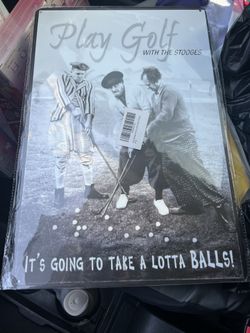 Play Golf
WITH THE STOOGES
IT'S GOING TO TAKE A LOTTA BALLS!